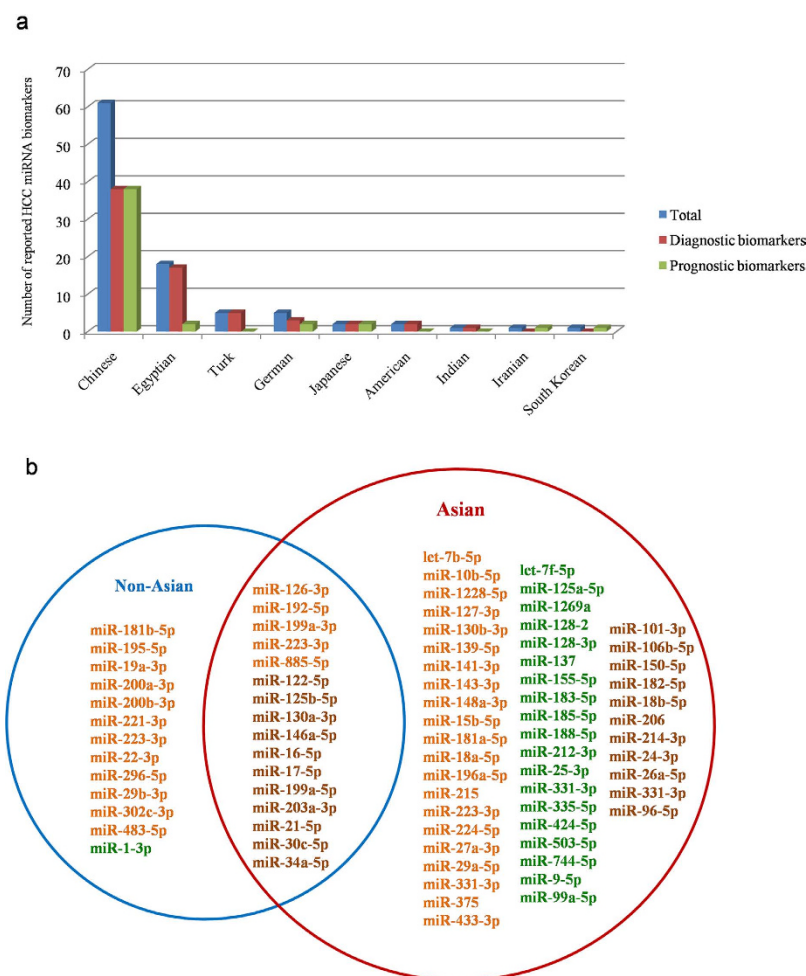 a
Number of reported HCC miRNA biomarkers
70
60
50
40
30
20
10
0
Chinese
Egyptian
Turk
German
Japanese
American
Indian
Iranian
South Korean
Total
Diagnostic biomarkers
Prognostic biomarkers
b
Non-Asian
miR-181b-5p
miR-195-5p
miR-19a-3p
miR-200a-3p
miR-200b-3p
miR-221-3p
miR-223-3p
miR-22-3p
miR-296-5p
miR-29b-3p
miR-302c-3p
miR-483-5p
miR-1-3p
miR-126-3p
miR-192-5p
miR-199a-3p
miR-223-3p
miR-885-5p
miR-122-5p
miR-125b-5p
miR-130a-3p
miR-146a-5p
miR-16-5p
miR-17-5p
miR-199a-5p
miR-203a-3p
miR-21-5p
miR-30c-5p
miR-34a-5p
Asian
let-7b-5p
miR-10b-5p
miR-1228-5p
miR-127-3p
miR-130b-3p
miR-139-5p
miR-141-3p
miR-143-3p
miR-148a-3p
miR-15b-5p
miR-181a-5p
miR-18a-5p
miR-196a-5p
miR-215
miR-223-3p
miR-224-5p
miR-27a-3p
miR-29a-5p
miR-331-3p
miR-375
miR-433-3p
let-7f-5p
miR-125a-5p
miR-1269a
miR-128-2
miR-128-3p
miR-137
miR-155-5p
miR-183-5p
miR-185-5p
miR-188-5p
miR-212-3p
miR-25-3p
miR-331-3p
miR-335-5p
miR-424-5p
miR-503-5p
miR-744-5p
miR-9-5p
miR-99a-5p
miR-101-3p
miR-106b-5p
miR-150-5p
miR-182-5p
miR-18b-5p
miR-206
miR-214-3p
miR-24-3p
miR-26a-5p
miR-331-3p
miR-96-5p